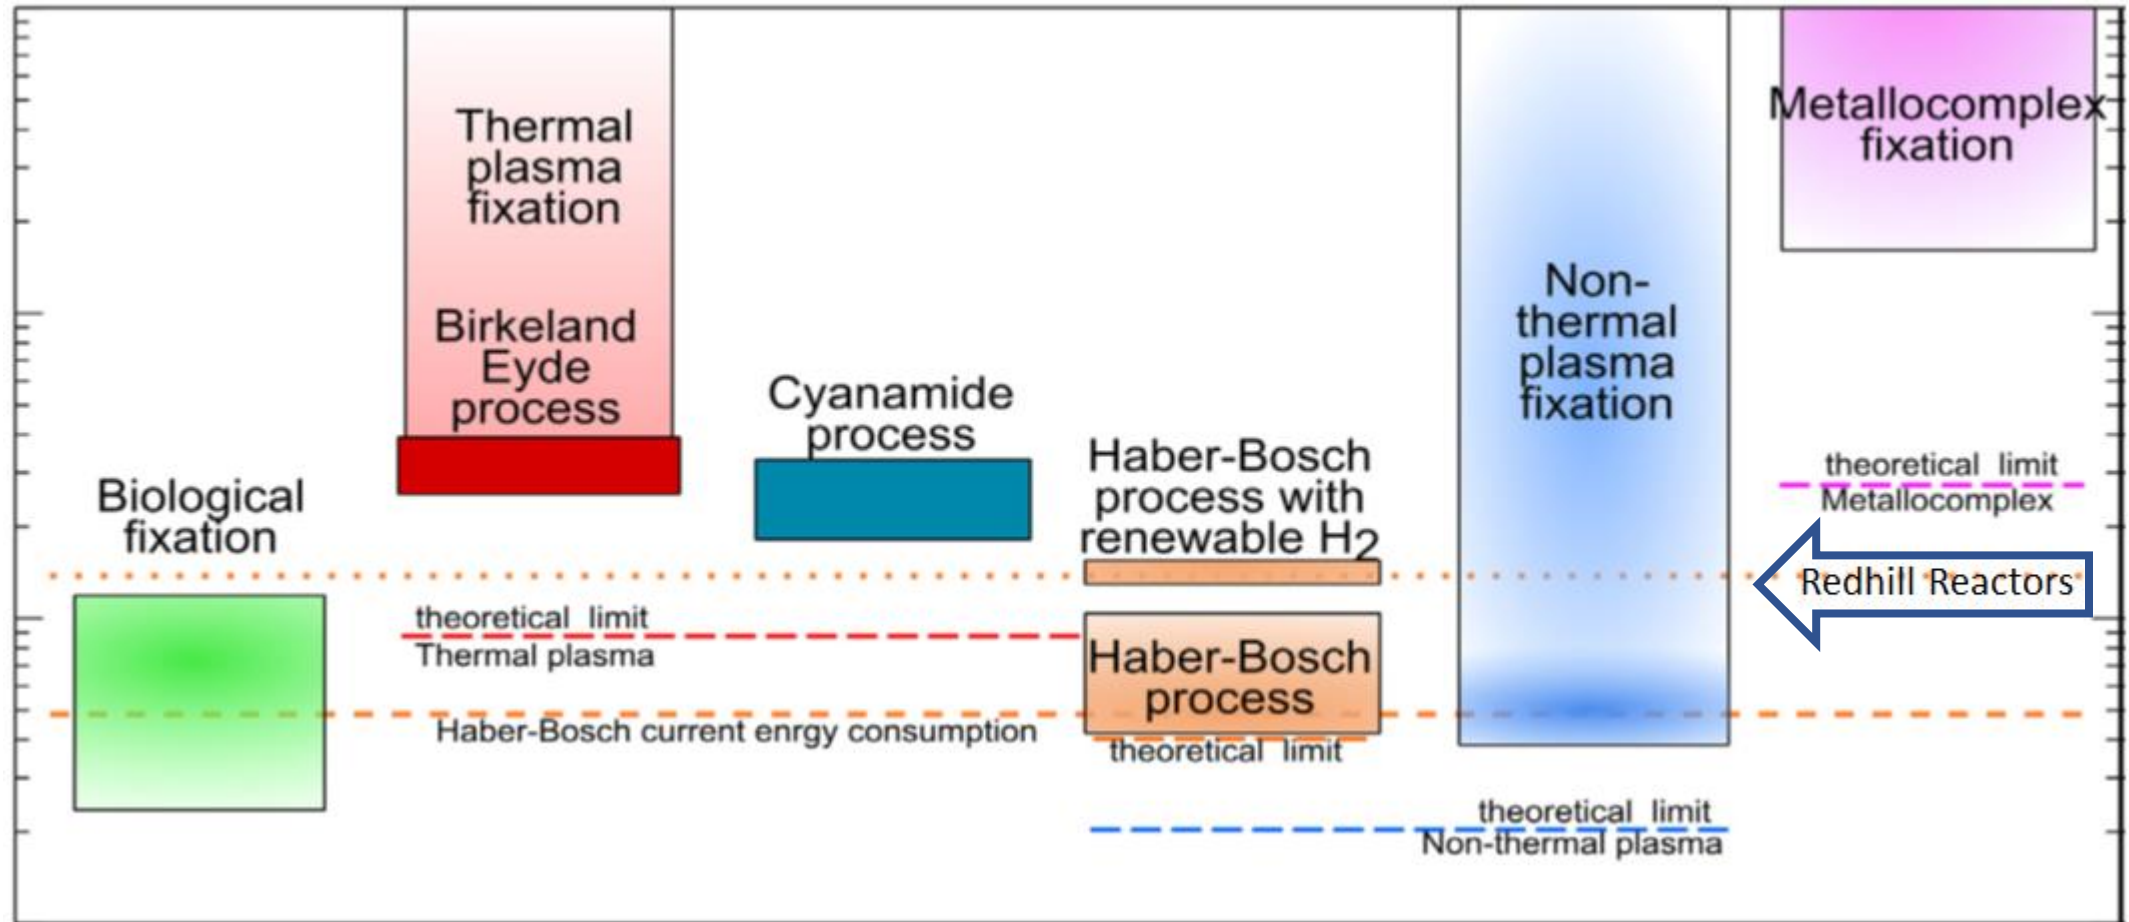 Thermal
plasma
fixation
Birkeland
Eyde
process
Biological
fixation
Cyanamide
process
Haber-Bosch
process with
renewable H2
Non-
thermal
plasma
fixation
Metallocomplex
fixation
theoretical limit
Metallocomplex
Redhill Reactors
theoretical limit
Thermal plasma
Haber-Bosch
process
Haber-Bosch current enrgy consumption
theoretical limit
theoretical limit
Non-thermal plasma